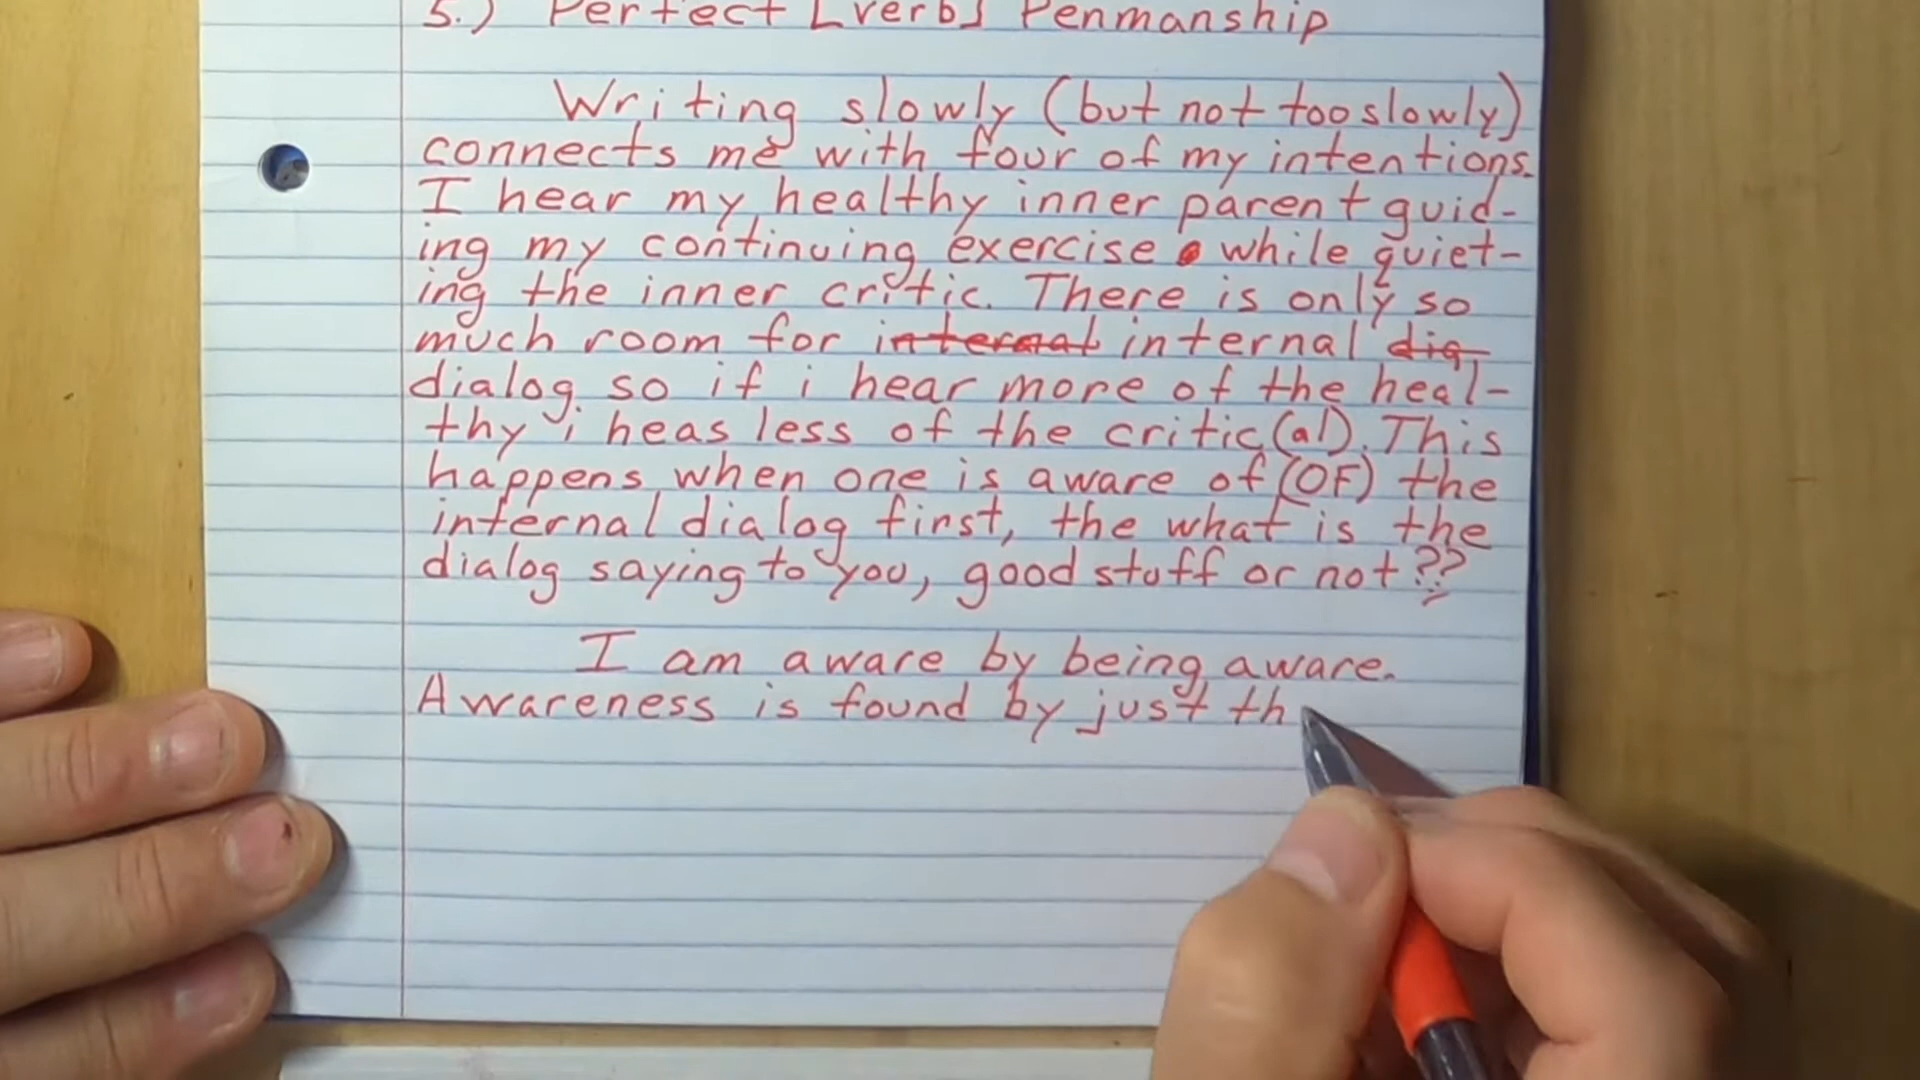 5.) Perfect [verb] Penmanship
Writing slowly (but not too slowly)
connects me with four of my intentions.
I hear my healthy inner parent guid-
ing my continuing exercise while quiet-
ing the inner critic. There is only so
much room for internal internal dia
dialog so if i hear more of the heal-
thy i heas less of the critic(al). This
happens when one is aware of (OF) the
internal dialog first, the what is the
dialog saying to you, good stuff or not??
I am aware by being aware.
Awareness is found by just th